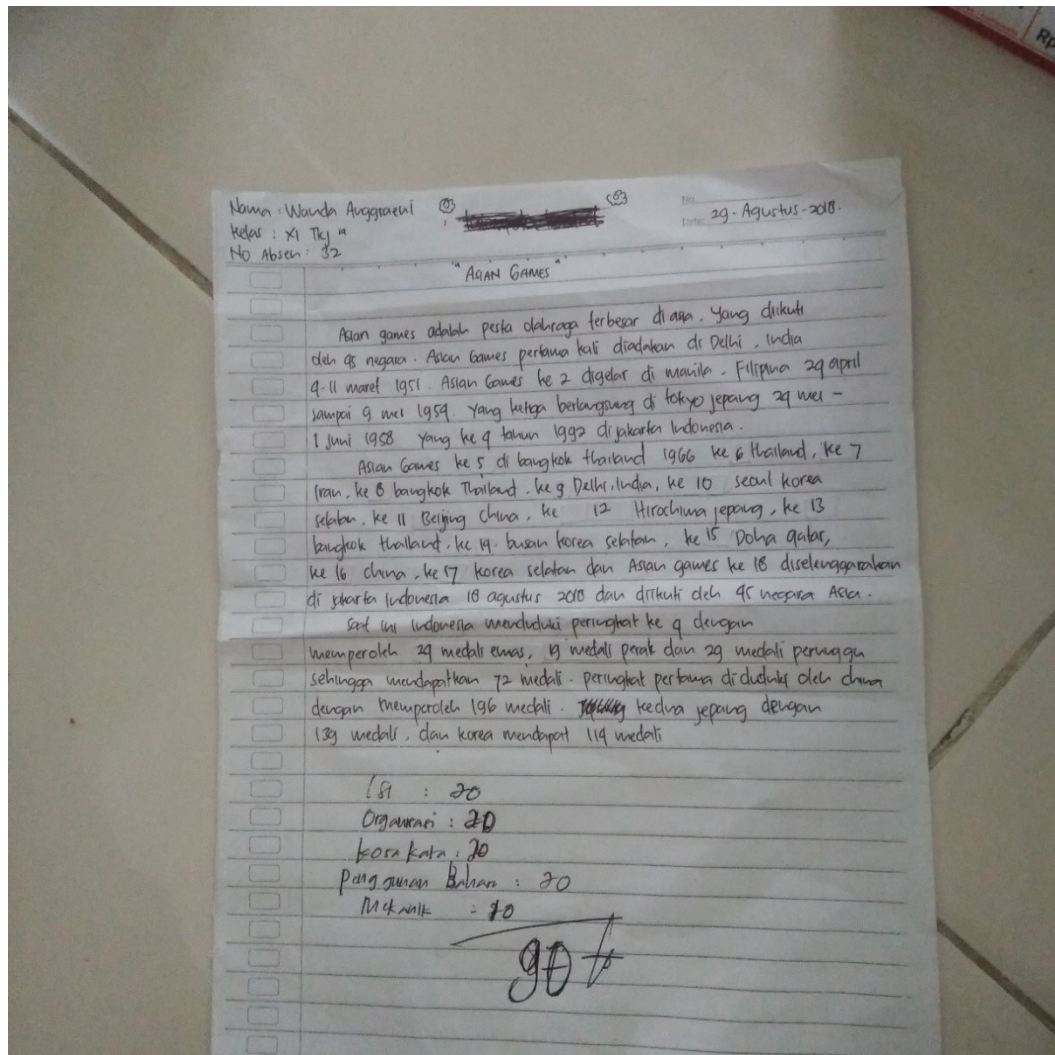 Nama : Wanda Anggraeni
Kelas : XI TKJ
No Absen : 32
No
Date
29 - Agustus - 2018.
"ASIAN GAMES"
Asian games adalah pesta olahraga terbesar di asia. Yang diikuti
oleh 45 negara. Asian Games pertama kali diadakan di Delhi, India
4-11 maret 1951. Asian Games ke 2 digelar di manila. Filipina 29 april
sampai 9 mei 1954. Yang ketiga berlangsung di tokyo jepang 24 mei -
1 juni 1958 yang ke 4 tahun 1992 di jakarta Indonesia.
Asian Games ke 5 di bangkok thailand 1966 ke 6 thailand, ke 7
Iran, ke 8 bangkok Thailand, ke 9 Delhi, India, ke 10 seoul korea
selatan, ke 11 Beijing China, ke 12 Hirochima jepang, ke 13
bangkok thailand, ke 14. busan korea selatan, ke 15 Doha qatar,
ke 16 china, ke 17 korea selatan dan Asian games ke 18 diselenggarakan
di jakarta Indonesia 18 agustus 2018 dan diikuti oleh 45 negara Asia.
Saat ini Indonesia menduduki peringkat ke 4 dengan
memperoleh 24 medali emas, 19 medali perak dan 29 medali perunggu
sehingga mendapatkan 72 medali. peringkat pertama diduduki oleh china
dengan memperoleh 196 medali. kedua jepang dengan
139 medali, dan korea mendapat 114 medali
Isi : 20
Organisasi : 20
Kosa kata : 20
Penggunan Bahan : 20
Meknik : 10
90
Rp